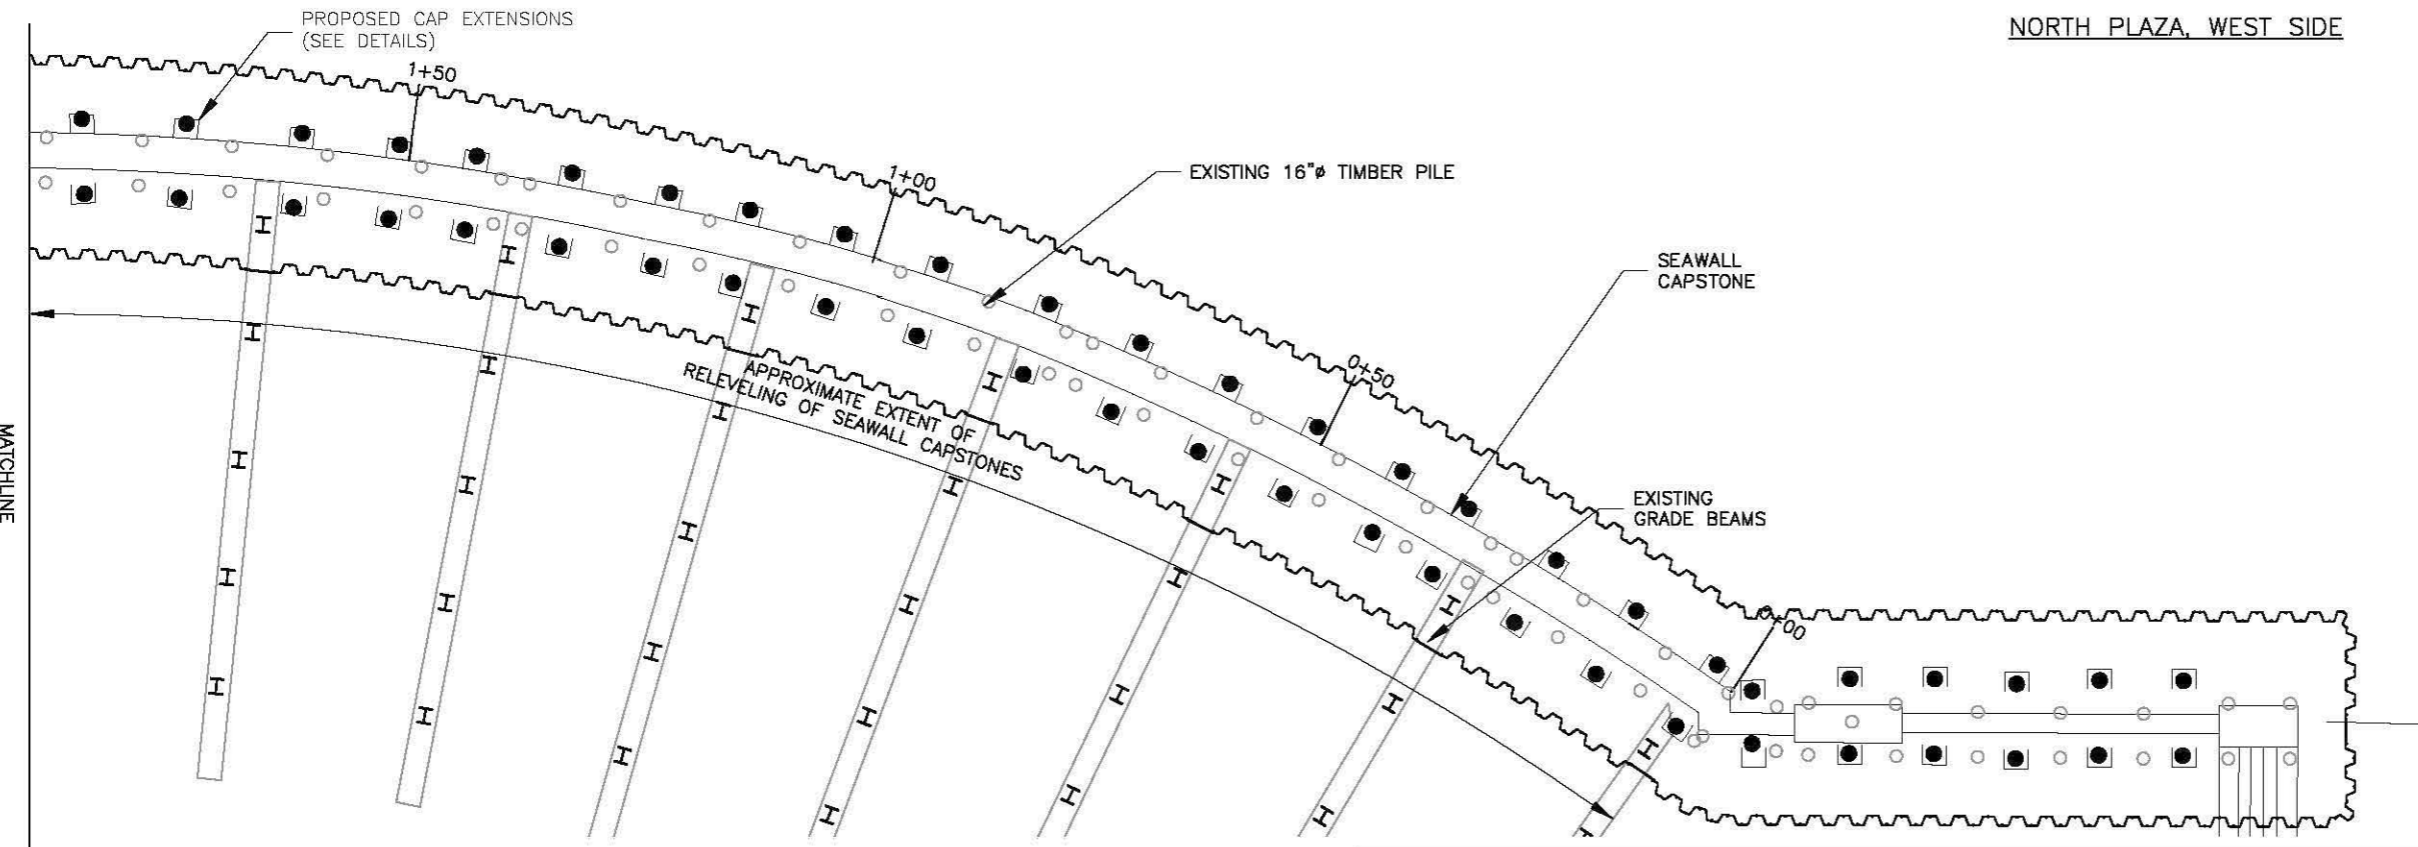 PROPOSED CAP EXTENSIONS
(SEE DETAILS)
NORTH PLAZA, WEST SIDE
1+50
1+00
EXISTING 16"ø TIMBER PILE
SEAWALL
CAPSTONE
0+50
APPROXIMATE EXTENT OF
RELEVELING OF SEAWALL CAPSTONES
MATCHLINE
EXISTING
GRADE BEAMS
0+00